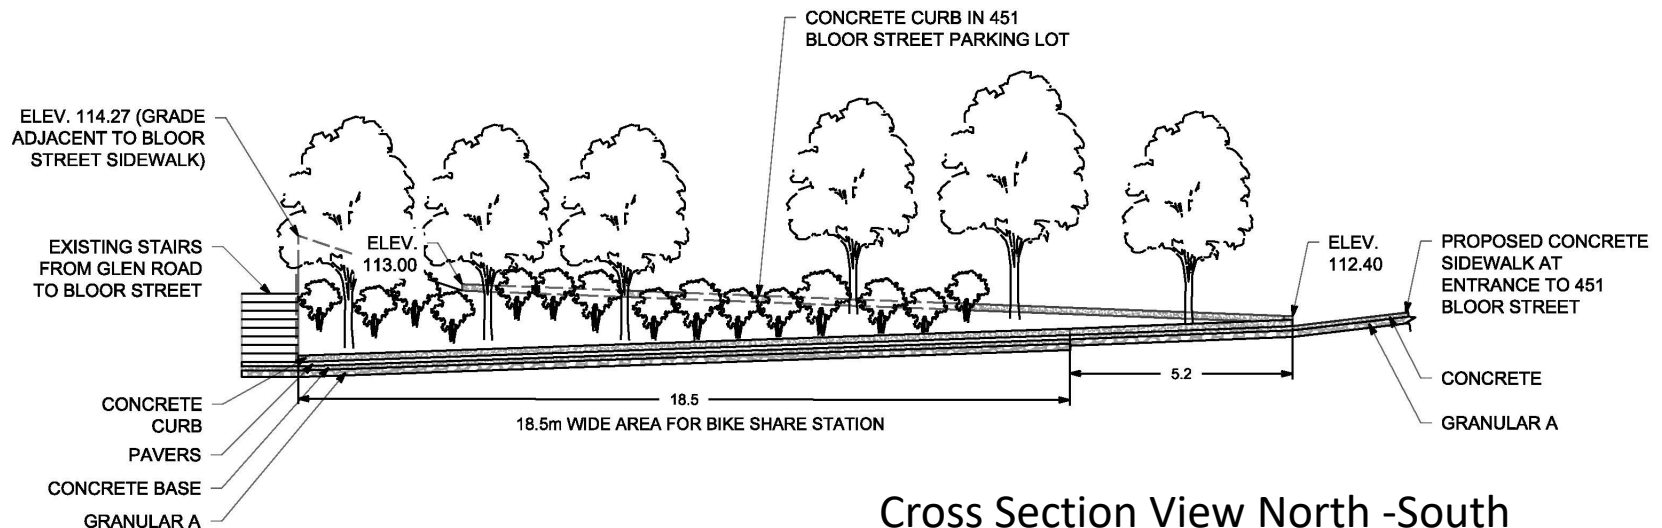 CONCRETE CURB IN 451
BLOOR STREET PARKING LOT
ELEV. 114.27 (GRADE
ADJACENT TO BLOOR
STREET SIDEWALK)
EXISTING STAIRS
FROM GLEN ROAD
TO BLOOR STREET
ELEV.
113.00
ELEV.
112.40
PROPOSED CONCRETE
SIDEWALK AT
ENTRANCE TO 451
BLOOR STREET
CONCRETE
GRANULAR A
5.2
18.5
18.5m WIDE AREA FOR BIKE SHARE STATION
CONCRETE
CURB
PAVERS
CONCRETE BASE
GRANULAR A
Cross Section View North -South